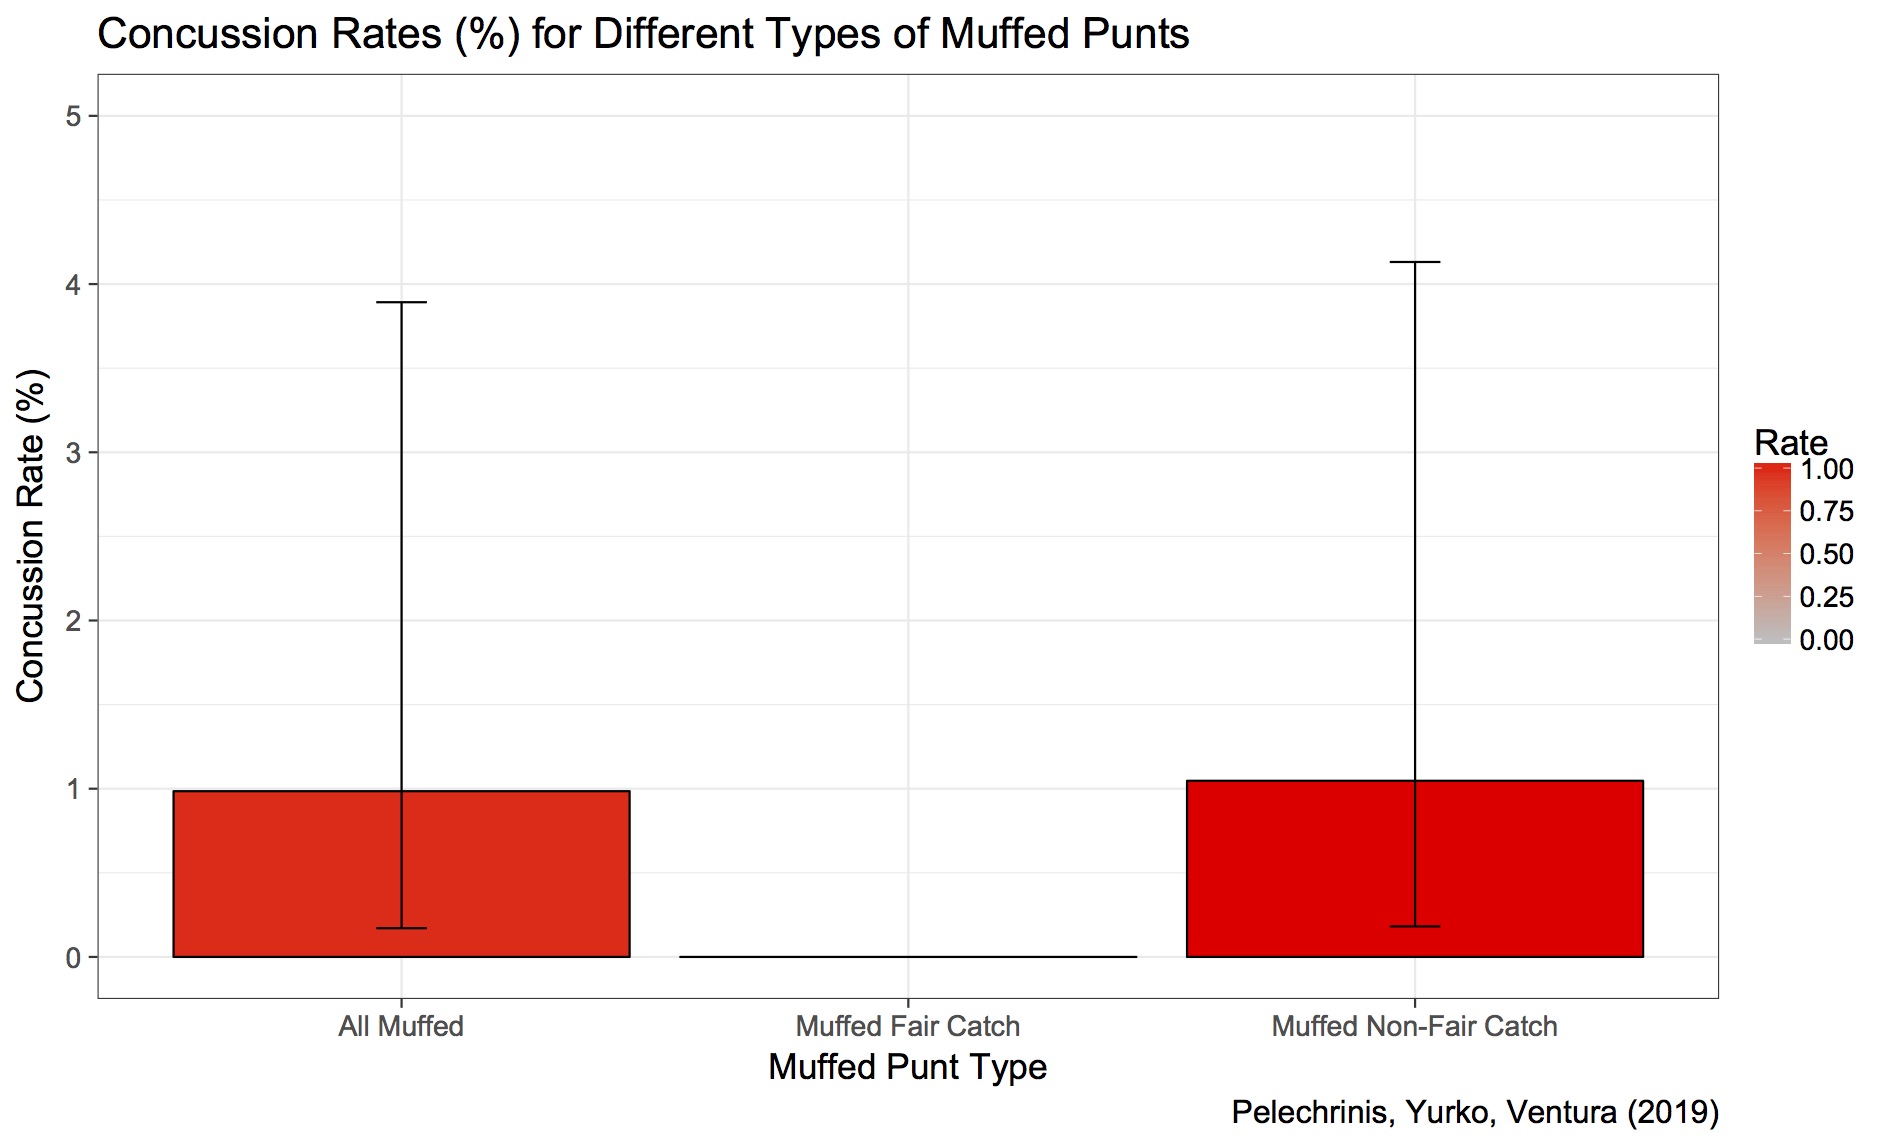 Concussion Rates (%) for Different Types of Muffed Punts
5
4
3
2
1
0
Concussion Rate (%)
All Muffed
Muffed Fair Catch
Muffed Non-Fair Catch
Muffed Punt Type
Rate
1.00
0.75
0.50
0.25
0.00
Pelechrinis, Yurko, Ventura (2019)